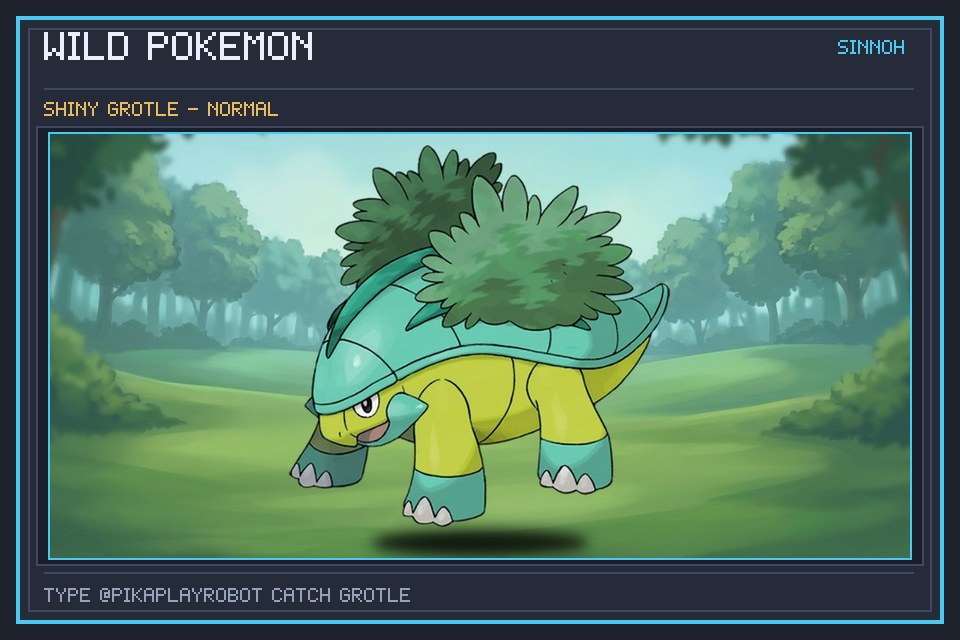 WILD POKEMON
SINNOH
SHINY GROTLE - NORMAL
TYPE @PIKAPLAYROBOT CATCH GROTLE